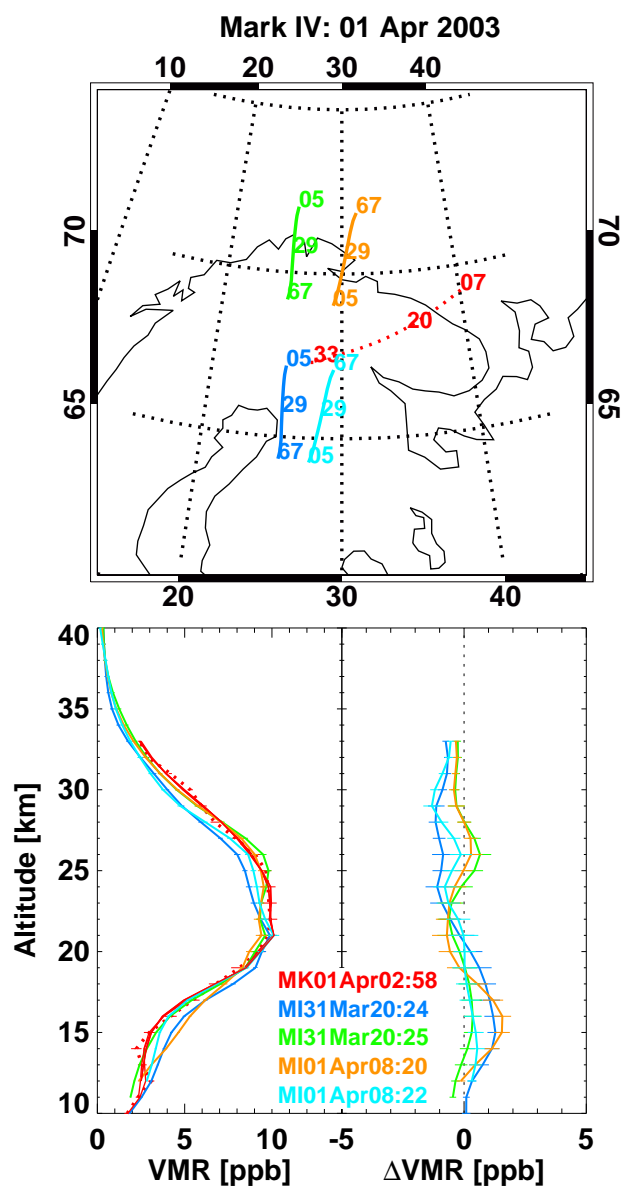 Mark IV: 01 Apr 2003
10 23 30 45
70 70
65 65
05 67
29 29
67 05
07
20
33
05 67
29 29
67 05
20 30 40
40
35
30
25
20
15
10
Altitude [km]
MK01Apr02:58
MI31Mar20:24
MI31Mar20:25
MI01Apr08:20
MI01Apr08:22
0 5 10 -5 0 5
VMR [ppb] ΔVMR [ppb]